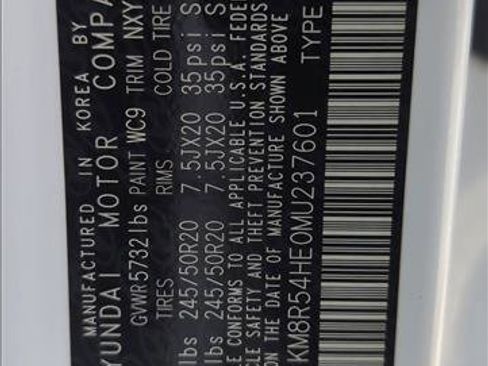 MANUFACTURED IN KOREA BY
YUNDAI MOTOR COMPA
GVWR 5732lbs PAINT WC9 TRIM NXY
TIRES RIMS COLD TIRE
lbs 245/50R20 7.5JX20 35psi
lbs 245/50R20 7.5JX20 35psi
CONFORMS TO ALL APPLICABLE U.S.A. FEDE
CLE SAFETY AND THEFT PREVENTION STANDARDS
ON THE DATE OF MANUFACTURE SHOWN ABOVE
KM8R54HE0MU237601 TYPE